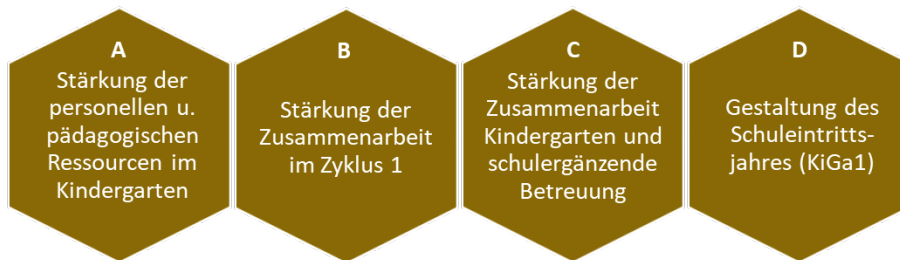 A
Stärkung der
personellen u.
pädagogischen
Ressourcen im
Kindergarten
B
Stärkung der
Zusammenarbeit
im Zyklus 1
C
Stärkung der
Zusammenarbeit
Kindergarten und
schulergänzende
Betreuung
D
Gestaltung des
Schuleintritts-
jahres (KiGa1)